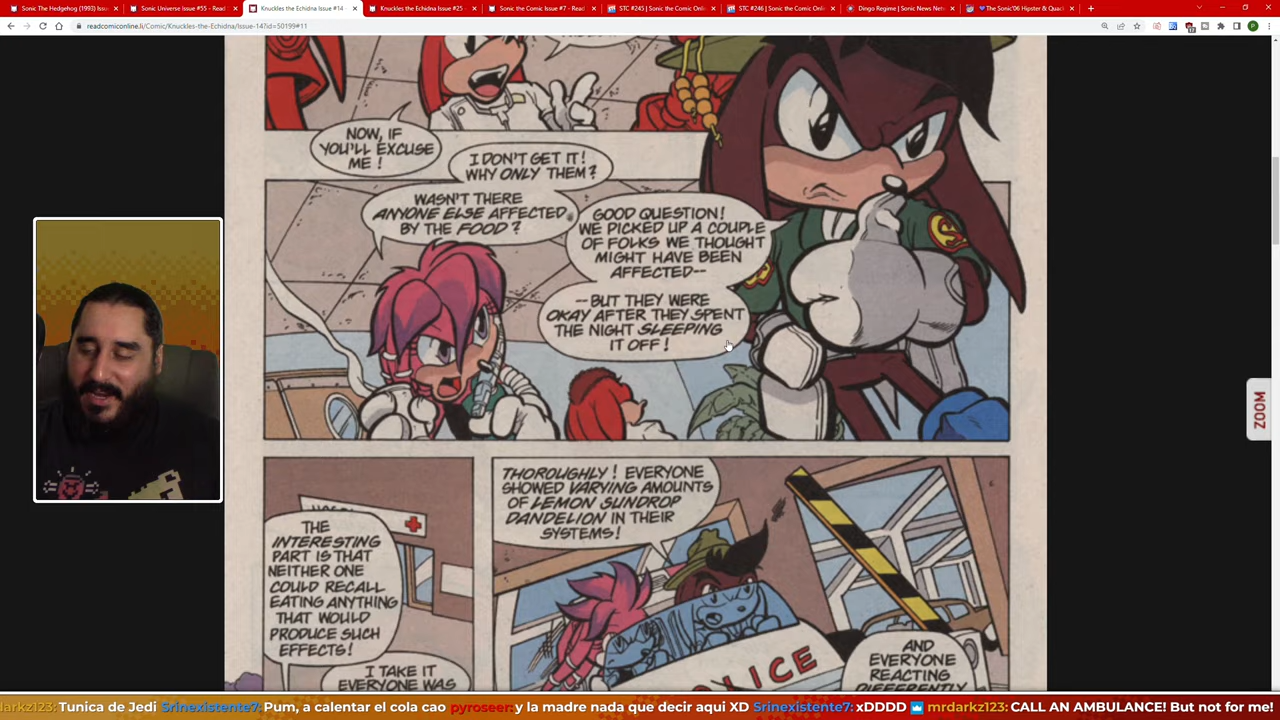 Sonic The Hedgehog (1993) Issu
Sonic Universe Issue #55 - Read
Knuckles the Echidna Issue #14 -
Knuckles the Echidna Issue #25 -
Sonic the Comic Issue #7 - Read
STC #245 | Sonic the Comic Onli
STC #246 | Sonic the Comic Onli
Dingo Regime | Sonic News Netw
The Sonic'06 Hipster & Quac
readcomiconline.li/Comic/Knuckles-the-Echidna/Issue-14?id=50199#11
NOW, IF
YOU'LL EXCUSE
ME!
I DON'T GET IT!
WHY ONLY THEM?
WASN'T THERE
ANYONE ELSE AFFECTED
BY THE FOOD?
GOOD QUESTION!
WE PICKED UP A COUPLE
OF FOLKS WE THOUGHT
MIGHT HAVE BEEN
AFFECTED--
--BUT THEY WERE
OKAY AFTER THEY SPENT
THE NIGHT SLEEPING
IT OFF!
ZOOM
THE
INTERESTING
PART IS THAT
NEITHER ONE
COULD RECALL
EATING ANYTHING
THAT WOULD
PRODUCE SUCH
EFFECTS!
I TAKE IT
EVERYONE WAS
THOROUGHLY! EVERYONE
SHOWED VARYING AMOUNTS
OF LEMON SUNDROP
DANDELION IN THEIR
SYSTEMS!
POLICE
AND
EVERYONE
REACTING
DIFFERENTLY
darkz123: Tunica de Jedi Srinexistente7: Pum, a calentar el cola cao pyroseer: y la madre nada que decir aqui XD Srinexistente7: xDDDD mrdarkz123: CALL AN AMBULANCE! But not for me!